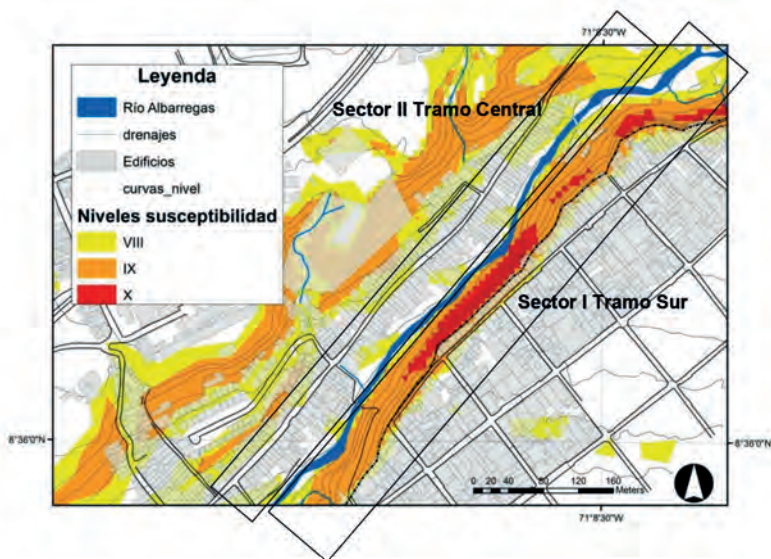 71°8'30"W
Leyenda
Río Albarregas
drenajes
Edificios
curvas_nivel
Niveles susceptibilidad
VIII
IX
X
Sector II Tramo Central
Sector I Tramo Sur
8°36'0"N
8°36'0"N
0 20 40 80 120 160
Meters
71°8'30"W